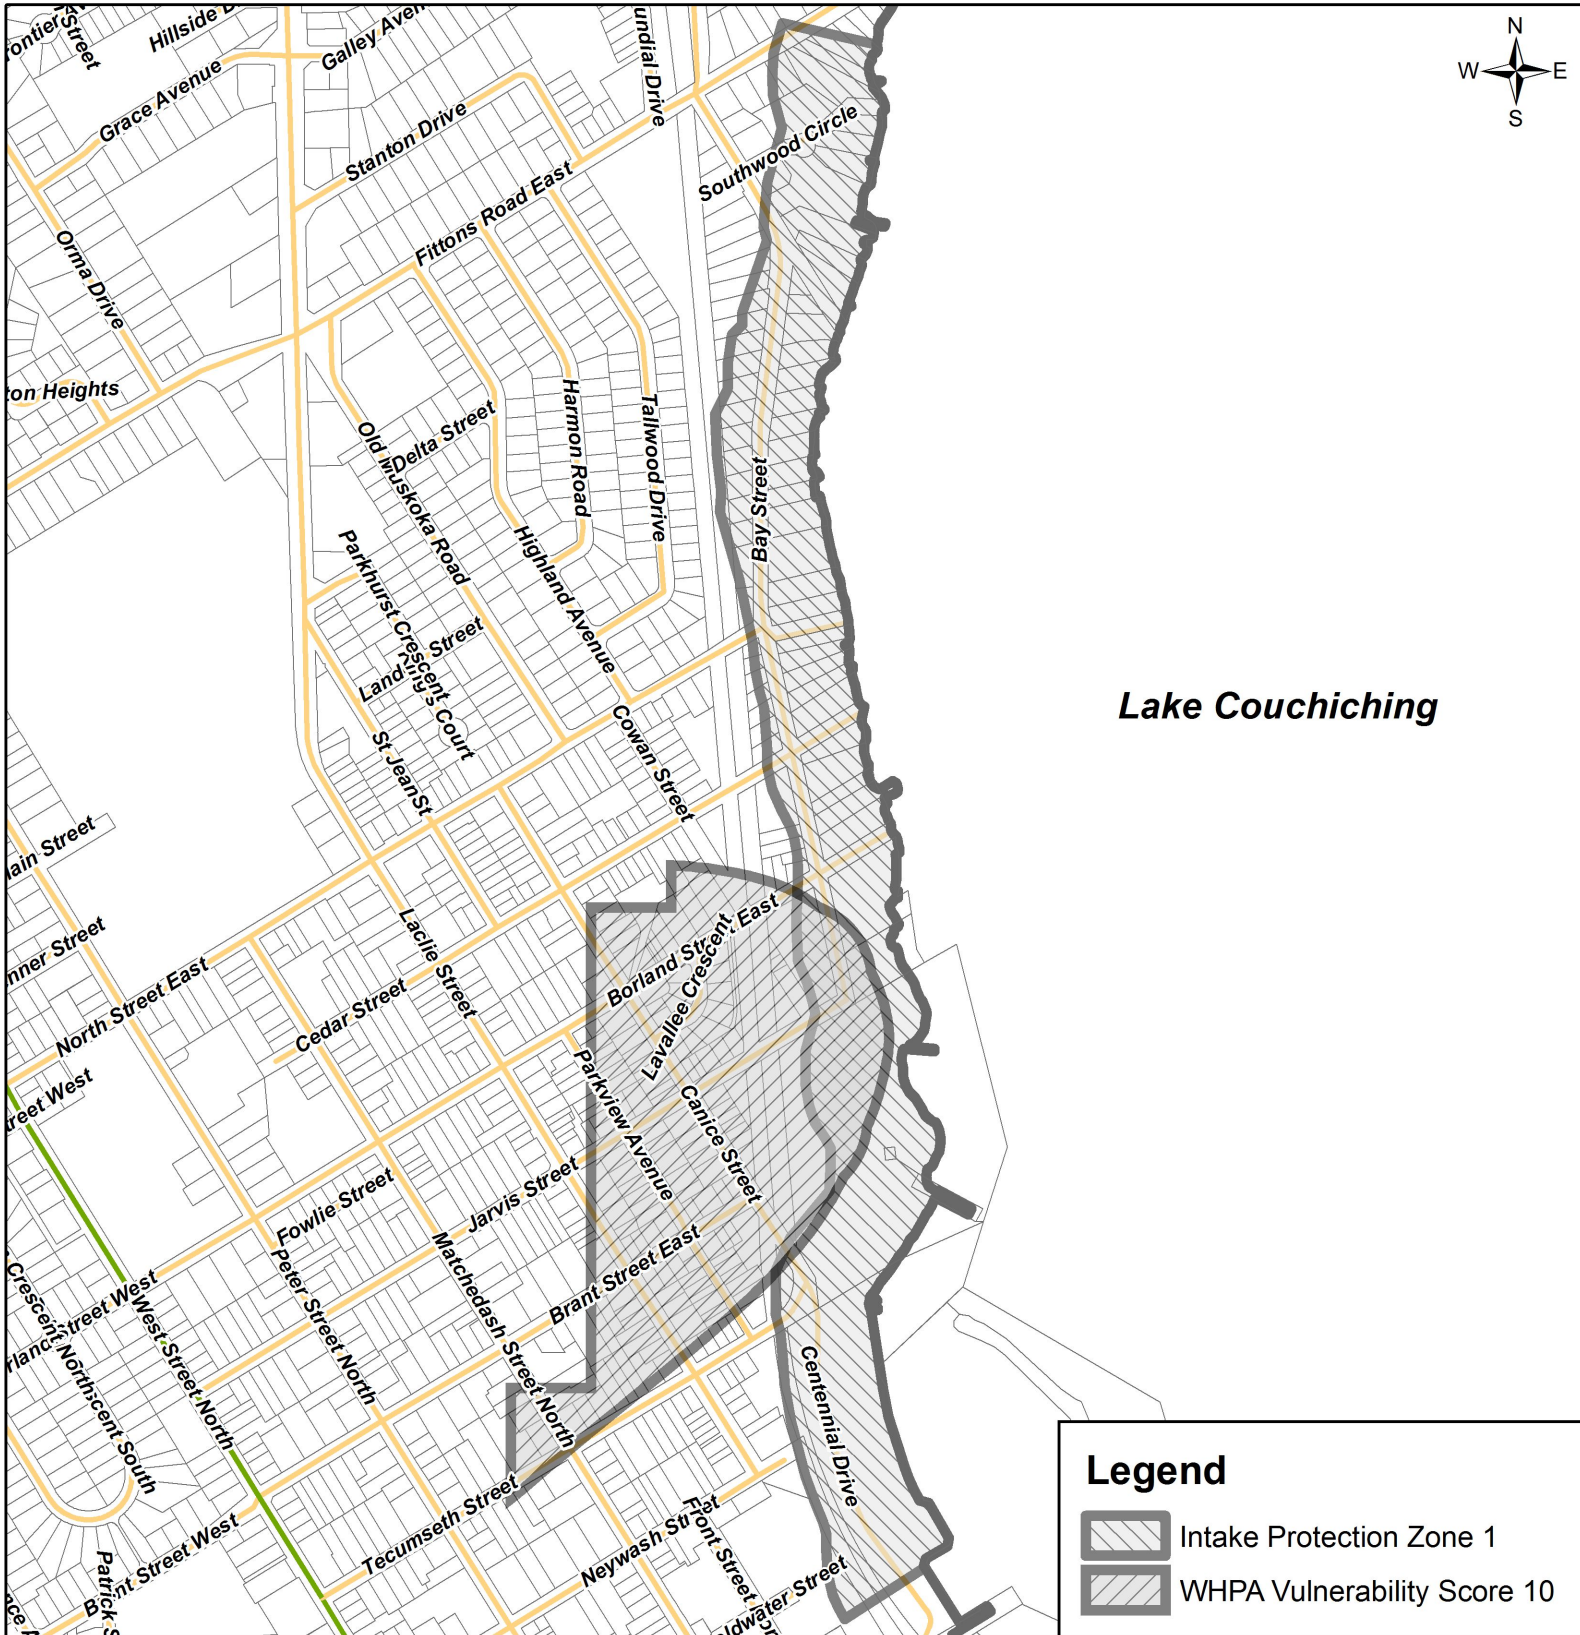 Hillside
Street
Galley
Grace Avenue
N
W
E
S
Stanton Drive
Southwood Circle
Fittons Road East
Orma Drive
Heights
Delta Street
Old Muskoka Road
Harmon Road
Tallwood Drive
Bay Street
Highland Avenue
Parkhurst Crescent
Street
Court
Lake Couchiching
Cowan Street
St Jean St
Street
Street
Laclie Street
Borland Street East
Lavallee Crescent
North Street East
Cedar Street
West
Parkview Avenue
Canice Street
Jarvis Street
Fowlie Street
Brant Street East
Matchedash Street North
Peter Street North
Street West
West Street North
Crescent North
South
Centennial Drive
Tecumseth Street
Neywash Street
Front Street
Brant Street West
Street
Legend
Intake Protection Zone 1
WHPA Vulnerability Score 10